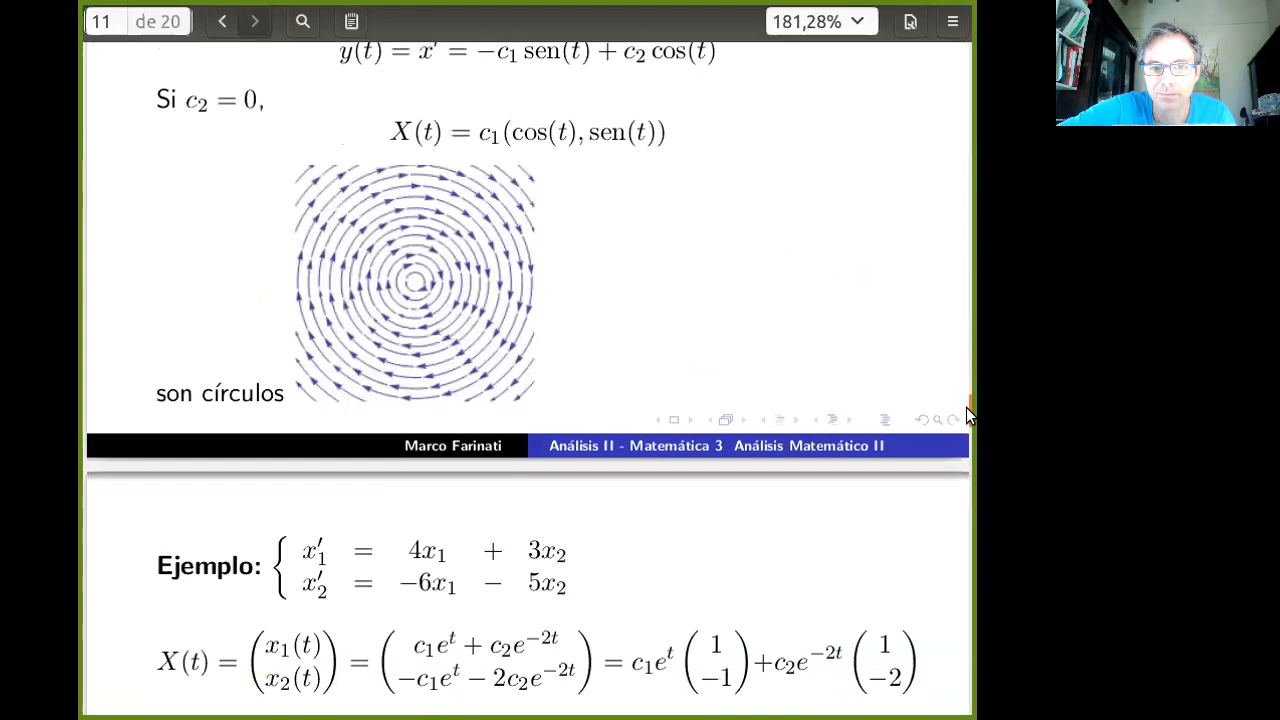 11 de 20 181,28%
y(t) = x' = −c₁ sen(t) + c₂ cos(t)
Si c₂ = 0,
X(t) = c₁(cos(t), sen(t))
son círculos
Marco Farinati Análisis II - Matemática 3 Análisis Matemático II
Ejemplo: { x₁′ = 4x₁ + 3x₂
x₂′ = −6x₁ − 5x₂
X(t) = (x₁(t) x₂(t)) = (c₁eᵗ + c₂e⁻²ᵗ −c₁eᵗ − 2c₂e⁻²ᵗ) = c₁eᵗ (1 −1) + c₂e⁻²ᵗ (1 −2)